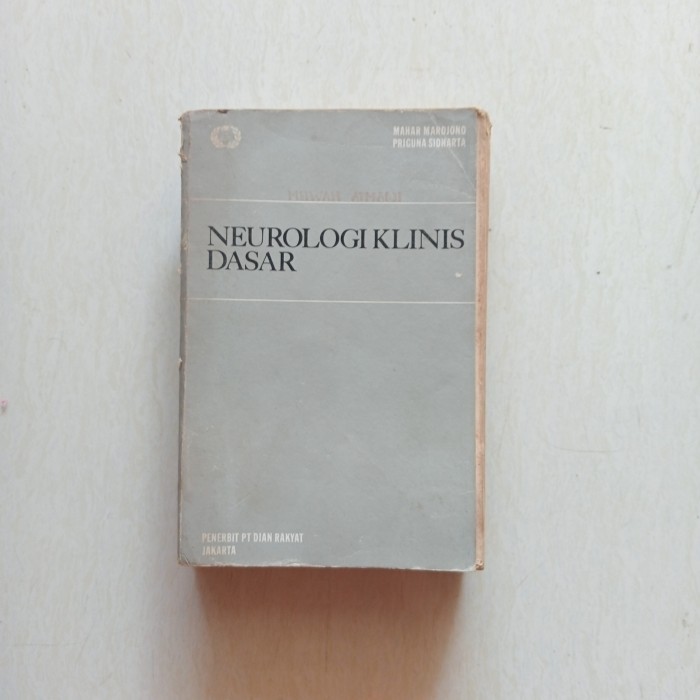 MAHAR MARDJONO
PRIGUNA SIDHARTA
NEUROLOGI KLINIS
DASAR
PENERBIT PT DIAN RAKYAT
JAKARTA